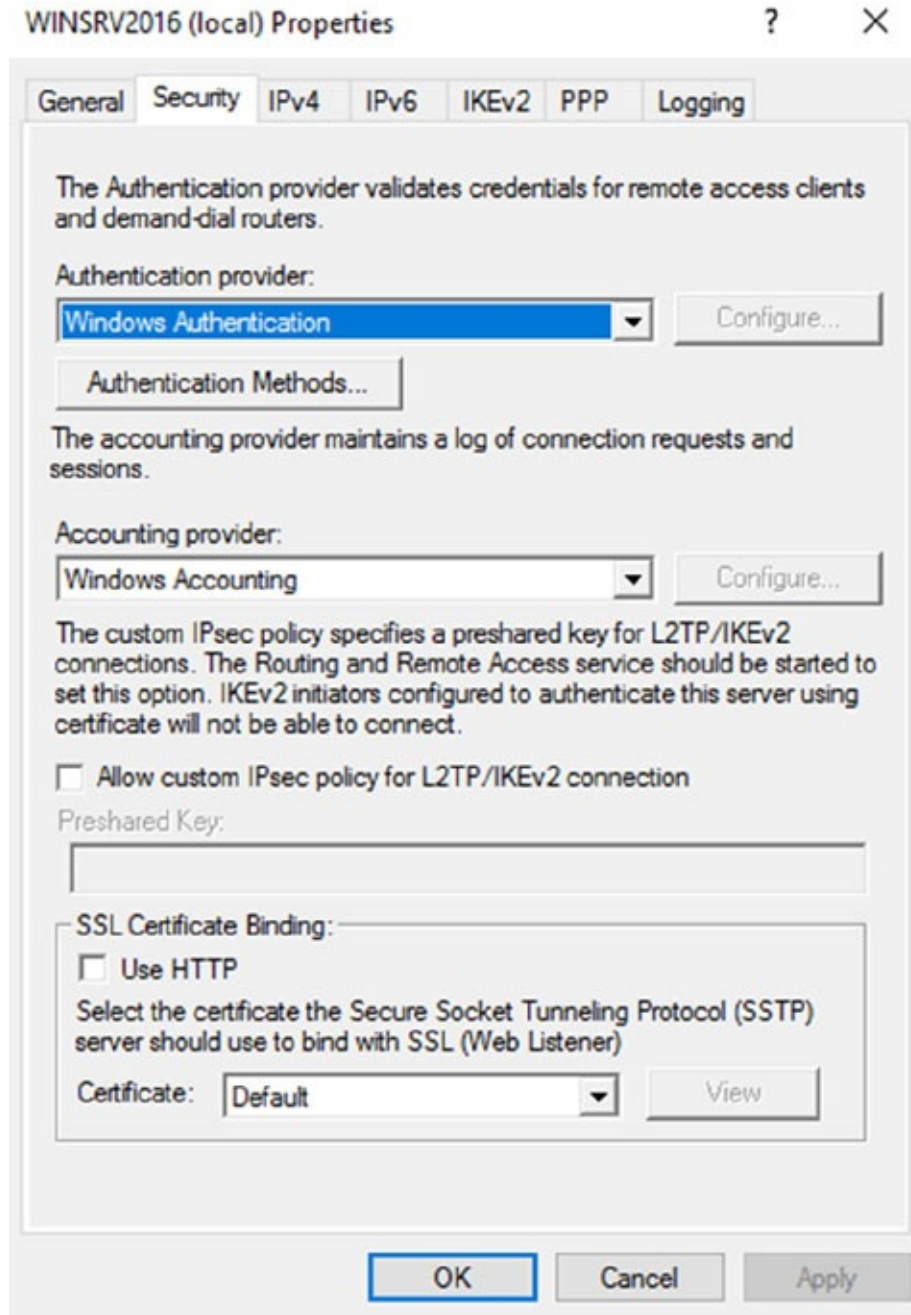 WINSRV2016 (local) Properties ? ×
General Security IPv4 IPv6 IKEv2 PPP Logging
The Authentication provider validates credentials for remote access clients
and demand-dial routers.
Authentication provider:
Windows Authentication Configure...
Authentication Methods...
The accounting provider maintains a log of connection requests and
sessions.
Accounting provider:
Windows Accounting Configure...
The custom IPsec policy specifies a preshared key for L2TP/IKEv2
connections. The Routing and Remote Access service should be started to
set this option. IKEv2 initiators configured to authenticate this server using
certificate will not be able to connect.
Allow custom IPsec policy for L2TP/IKEv2 connection
Preshared Key:
SSL Certificate Binding:
Use HTTP
Select the certificate the Secure Socket Tunneling Protocol (SSTP)
server should use to bind with SSL (Web Listener)
Certificate: Default View
OK Cancel Apply